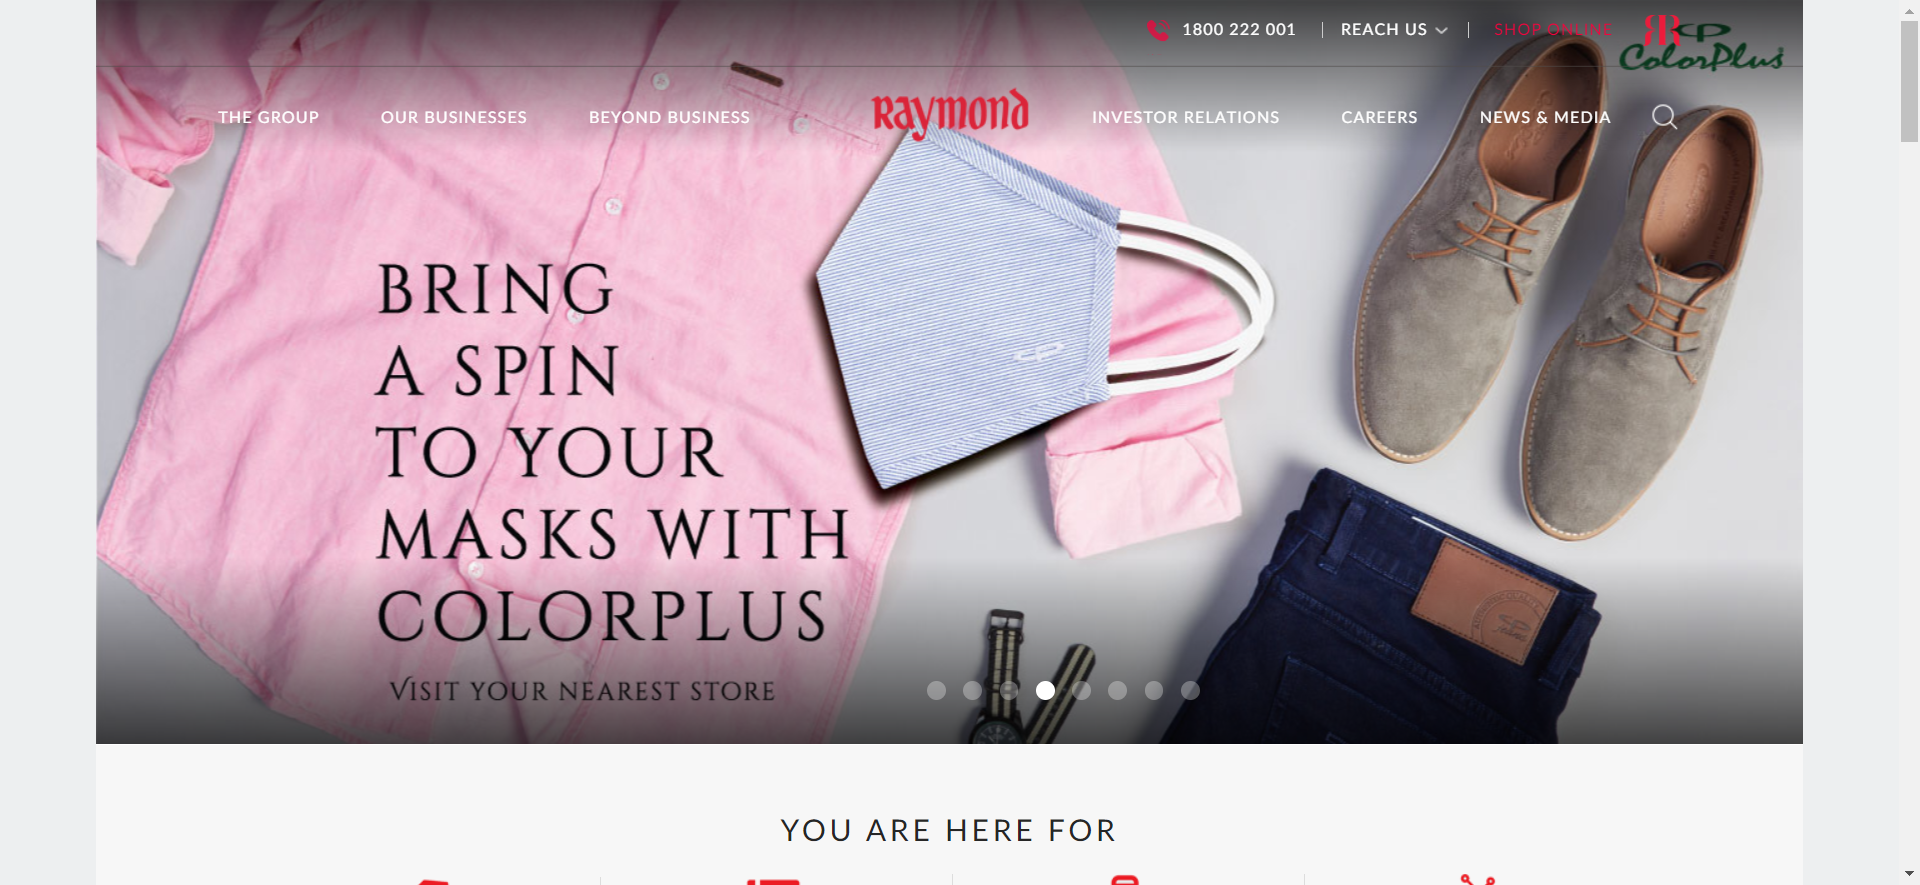 1800 222 001
REACH US
SHOP ONLINE
ColorPlus
THE GROUP
OUR BUSINESSES
BEYOND BUSINESS
Raymond
INVESTOR RELATIONS
CAREERS
NEWS & MEDIA
BRING
A SPIN
TO YOUR
MASKS WITH
COLORPLUS
VISIT YOUR NEAREST STORE
YOU ARE HERE FOR